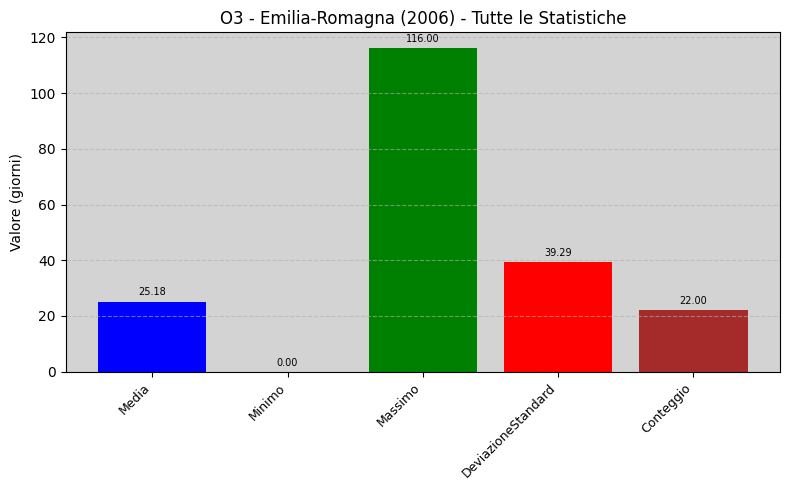 O3 - Emilia-Romagna (2006) - Tutte le Statistiche
Valore (giorni)
120
100
80
60
40
20
0
25.18
0.00
116.00
39.29
22.00
Media
Minimo
Massimo
DeviazioneStandard
Conteggio